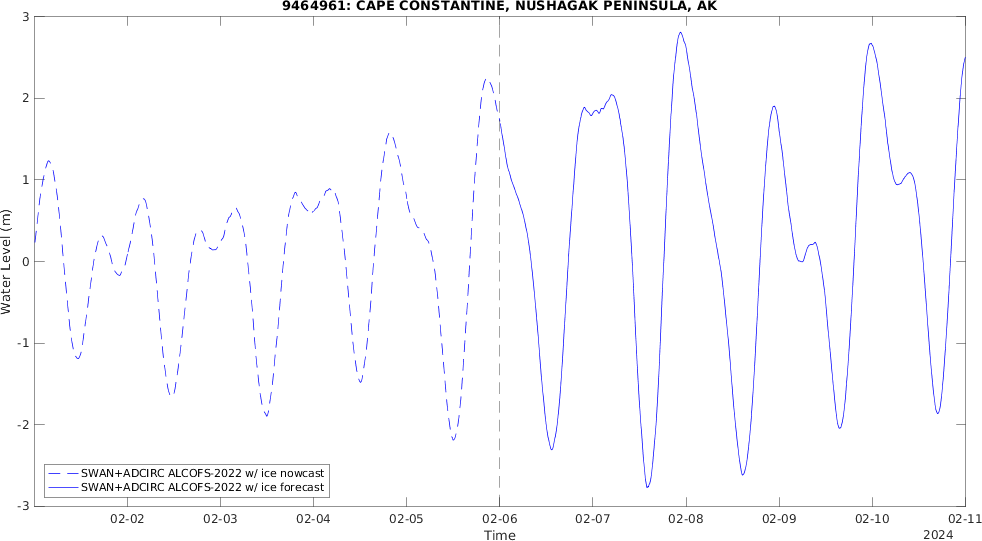 9464961: CAPE CONSTANTINE, NUSHAGAK PENINSULA, AK
3
2
1
0
-1
-2
-3
Water Level (m)
SWAN+ADCIRC ALCOFS-2022 w/ ice nowcast
SWAN+ADCIRC ALCOFS-2022 w/ ice forecast
02-02 02-03 02-04 02-05 02-06 02-07 02-08 02-09 02-10 02-11
Time
2024